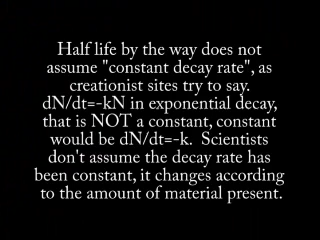 Half life by the way does not
assume "constant decay rate", as
creationist sites try to say.
dN/dt=-kN in exponential decay,
that is NOT a constant, constant
would be dN/dt=-k.  Scientists
don't assume the decay rate has
been constant, it changes according
to the amount of material present.